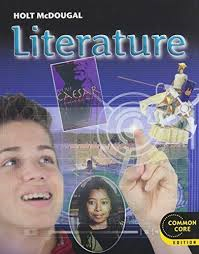 HOLT McDOUGAL
Literature
CAESAR
COMMON
CORE
EDITION